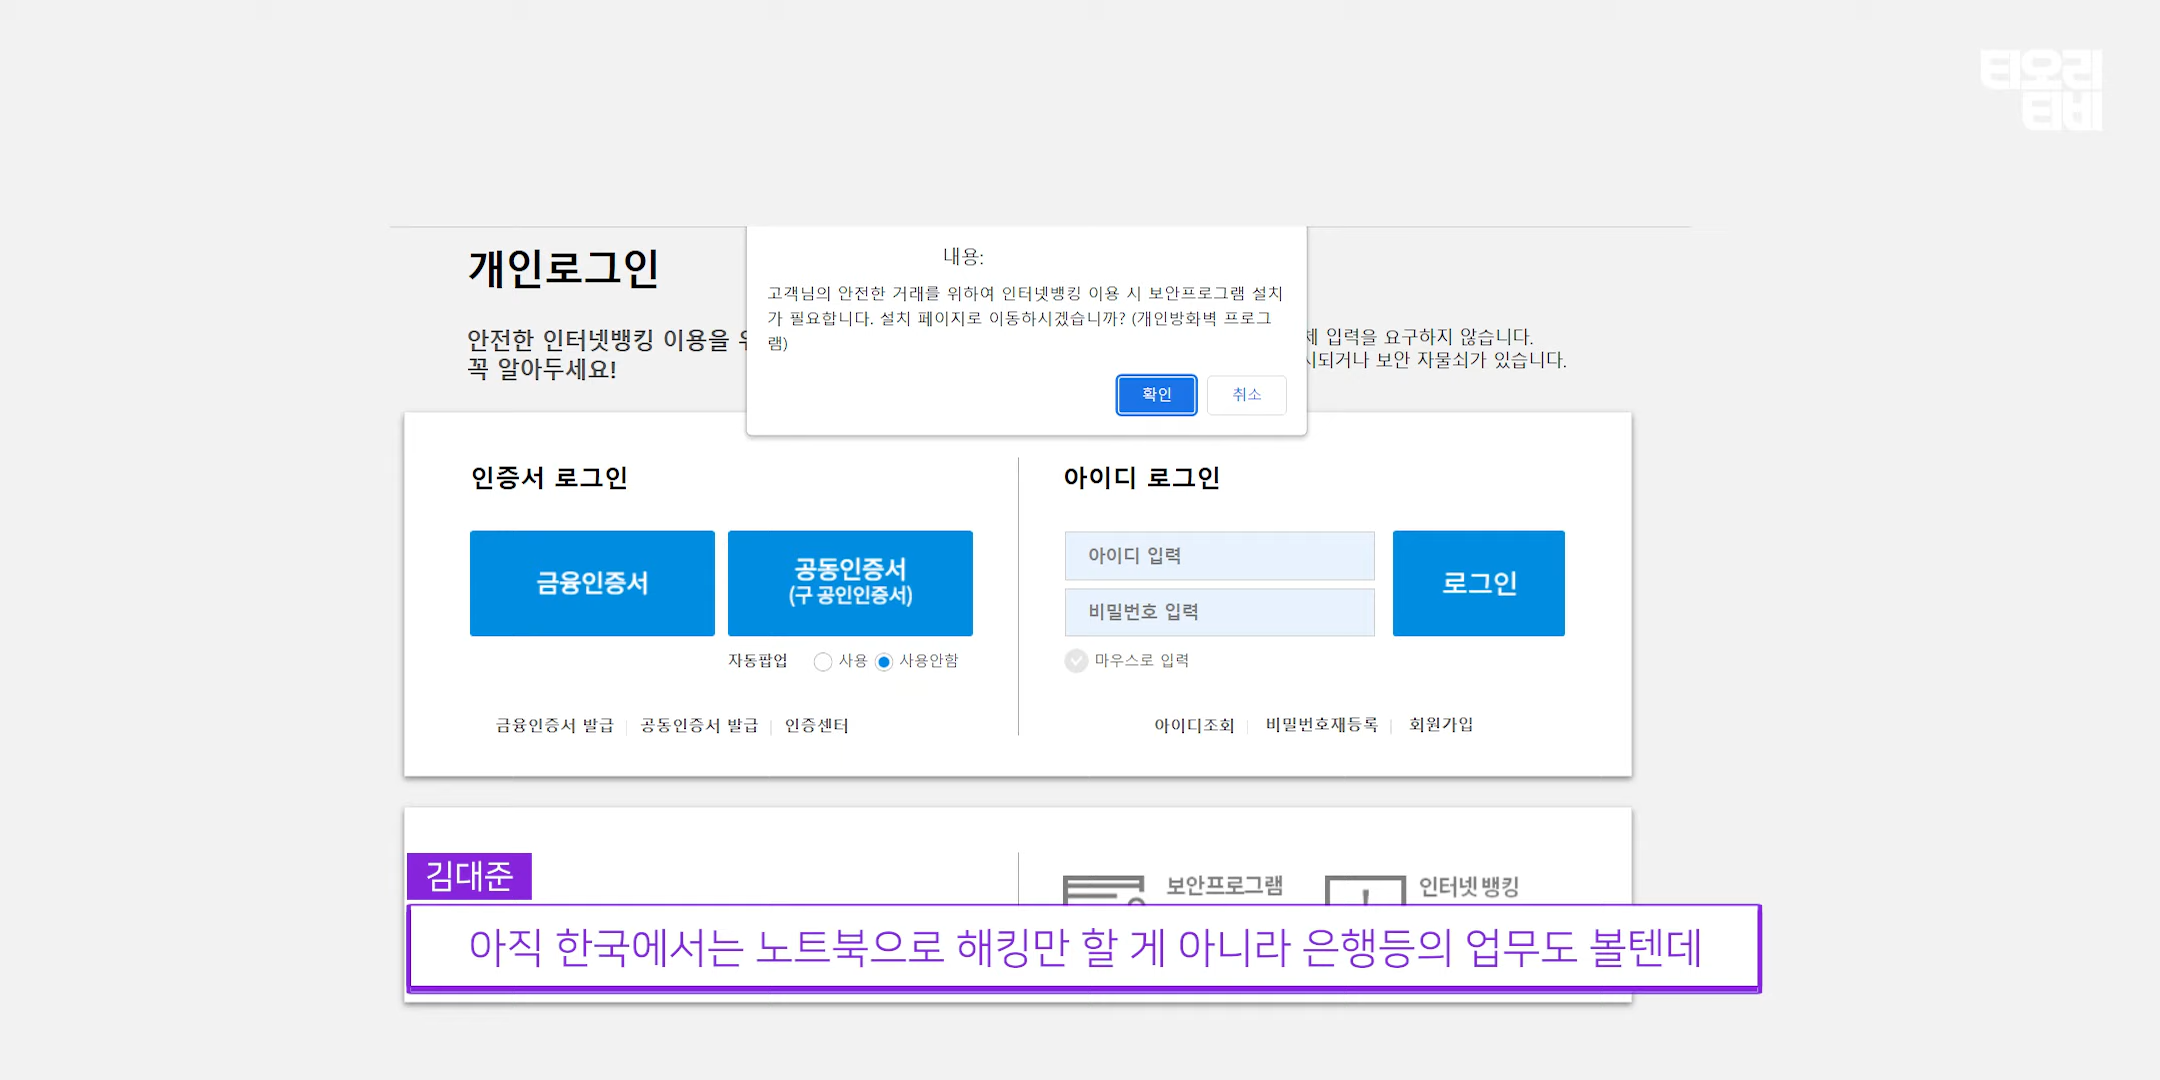 티오리
티비
개인로그인
내용:
고객님의 안전한 거래를 위하여 인터넷뱅킹 이용 시 보안프로그램 설치
가 필요합니다. 설치 페이지로 이동하시겠습니까? (개인방화벽 프로그
램)
확인
취소
안전한 인터넷뱅킹 이용을
꼭 알아두세요!
입력을 요구하지 않습니다.
보안 자물쇠가 있습니다.
인증서 로그인
금융인증서
공동인증서
(구 공인인증서)
자동팝업 사용 사용안함
금융인증서 발급 공동인증서 발급 인증센터
아이디 로그인
아이디 입력
비밀번호 입력
로그인
마우스로 입력
아이디조회 비밀번호재등록 회원가입
보안프로그램
인터넷 뱅킹
김대준
아직 한국에서는 노트북으로 해킹만 할 게 아니라 은행등의 업무도 볼텐데